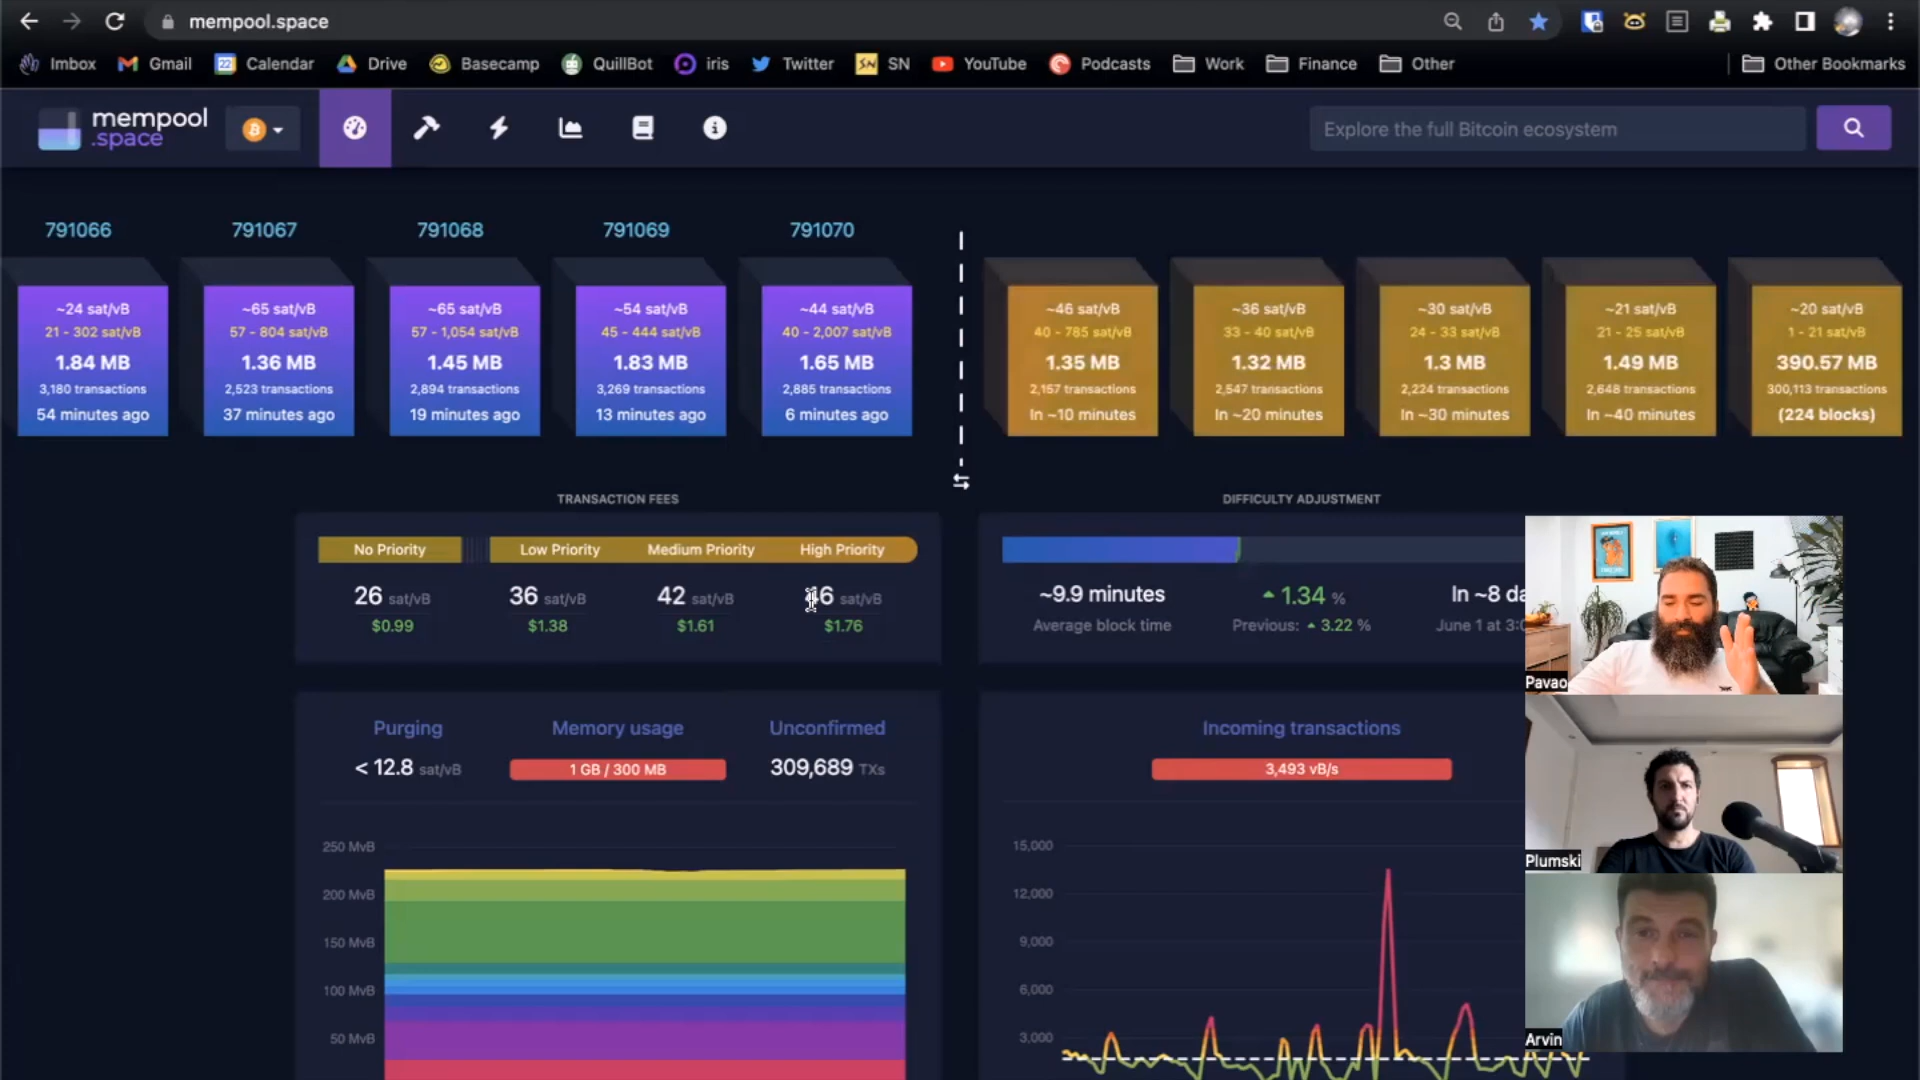 mempool.space
Imbox Gmail Calendar Drive Basecamp QuillBot iris Twitter SN YouTube Podcasts Work Finance Other Other Bookmarks
mempool
.space
Explore the full Bitcoin ecosystem
791066 791067 791068 791069 791070
~24 sat/vB ~65 sat/vB ~65 sat/vB ~54 sat/vB ~44 sat/vB ~46 sat/vB ~36 sat/vB ~30 sat/vB ~21 sat/vB ~20 sat/vB
21 - 302 sat/vB 57 - 804 sat/vB 57 - 1,054 sat/vB 45 - 444 sat/vB 40 - 2,007 sat/vB 40 - 785 sat/vB 33 - 40 sat/vB 24 - 33 sat/vB 21 - 25 sat/vB 1 - 21 sat/vB
1.84 MB 1.36 MB 1.45 MB 1.83 MB 1.65 MB 1.35 MB 1.32 MB 1.3 MB 1.49 MB 390.57 MB
3,180 transactions 2,523 transactions 2,894 transactions 3,269 transactions 2,885 transactions 2,157 transactions 2,547 transactions 2,224 transactions 2,648 transactions 300,113 transactions
54 minutes ago 37 minutes ago 19 minutes ago 13 minutes ago 6 minutes ago In ~10 minutes In ~20 minutes In ~30 minutes In ~40 minutes (224 blocks)
TRANSACTION FEES DIFFICULTY ADJUSTMENT
No Priority Low Priority Medium Priority High Priority
26 sat/vB 36 sat/vB 42 sat/vB 46 sat/vB ~9.9 minutes 1.34 % In ~8 da
$0.99 $1.38 $1.61 $1.76 Average block time Previous: 3.22 % June 1 at 3:0
Pavao
Purging Memory usage Unconfirmed Incoming transactions
< 12.8 sat/vB 1 GB / 300 MB 309,689 TXs 3,493 vB/s
Plumski
250 MvB 15,000
200 MvB 12,000
150 MvB 9,000
100 MvB 6,000
50 MvB 3,000
Arvin